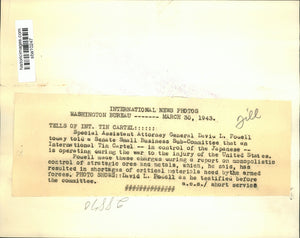 INTERNATIONAL NEWS PHOTOS
WASHINGTON BUREAU ------- MARCH 30, 1943.
TELLS OF INT. TIN CARTEL::::::
Special Assistant Attorney General David L. Powell
today told a Senate Small Business Sub-Committee that an
International Tin Cartel -- in control of the Japanese --
is operating during the war to the injury of the United States.
Powell made these charges during a report on monopolistic
control of strategic ores and metals, which, he said, has
resulted in shortages of critical materials needed by the armed
forces. PHOTO SHOWS: David L. Powell as he testified before
the committee. a.c.s./ short service